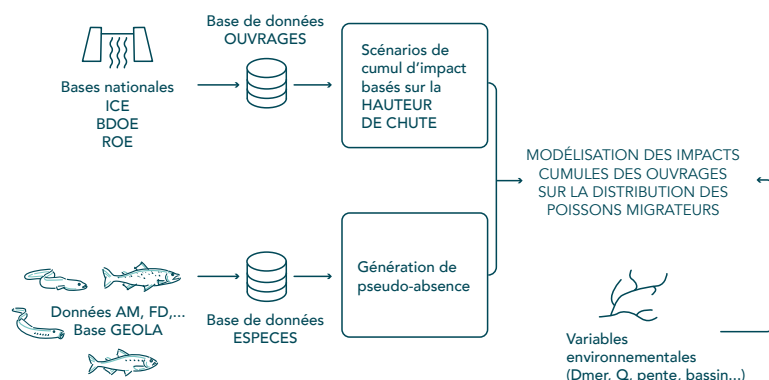 Base de données
OUVRAGES
Bases nationales
ICE
BDOE
ROE
Scénarios de
cumul d'impact
basés sur la
HAUTEUR
DE CHUTE
MODÉLISATION DES IMPACTS
CUMULES DES OUVRAGES
SUR LA DISTRIBUTION DES
POISSONS MIGRATEURS
Données AM, FD,...
Base GEOLA
Base de données
ESPECES
Génération de
pseudo-absence
Variables
environnementales
(Dmer, Q, pente, bassin...)